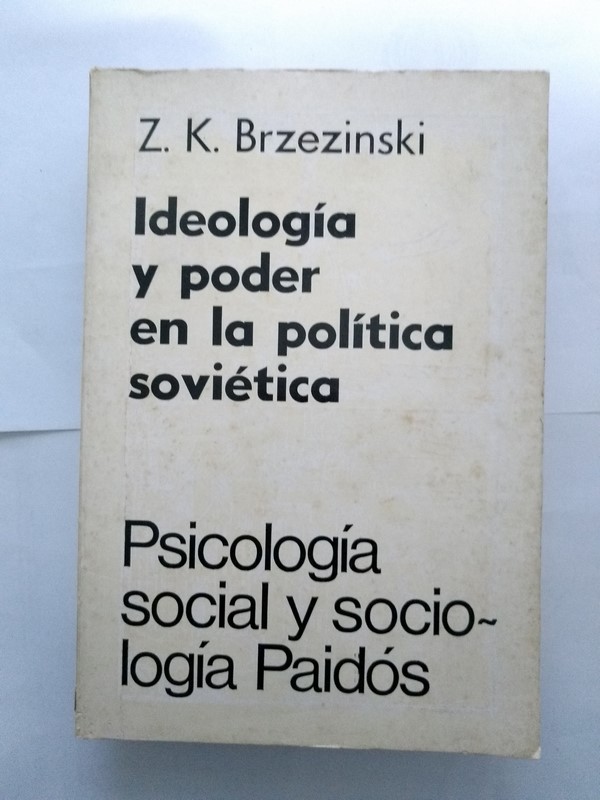 Z. K. Brzezinski
Ideología
y poder
en la política
soviética
Psicología
social y socio~
logía Paidós